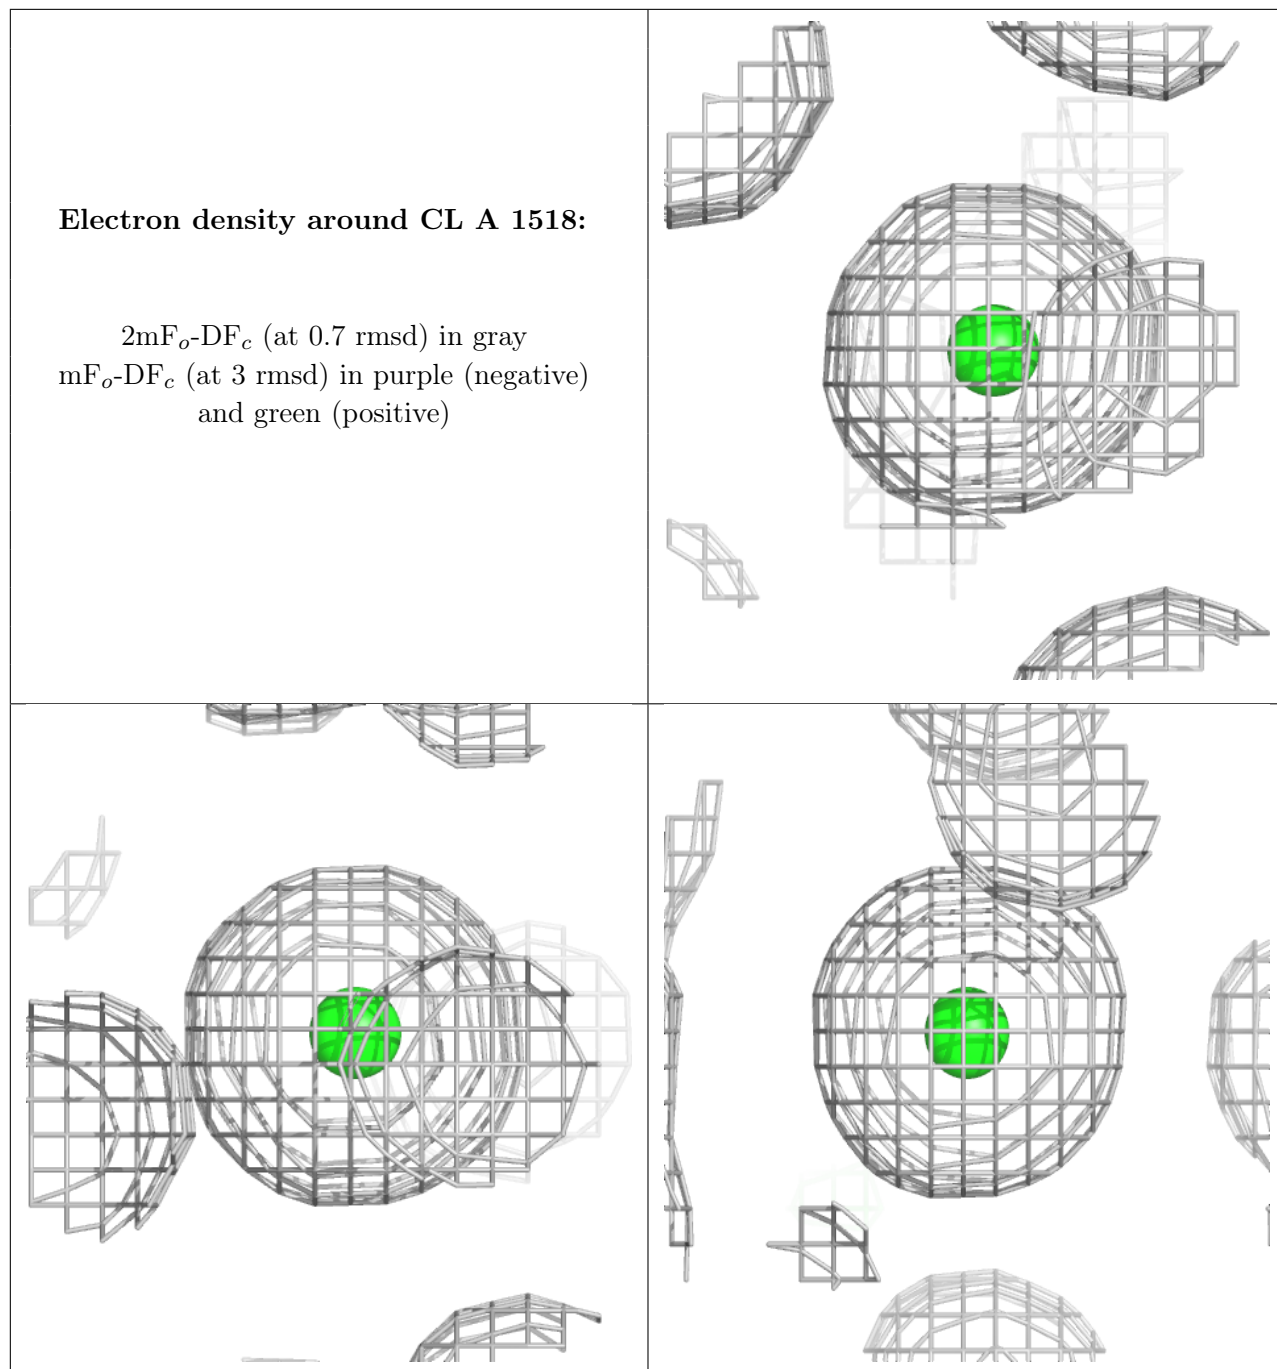 Electron density around CL A 1518:
2mFₒ-DF𝒸 (at 0.7 rmsd) in gray
mFₒ-DF𝒸 (at 3 rmsd) in purple (negative)
and green (positive)